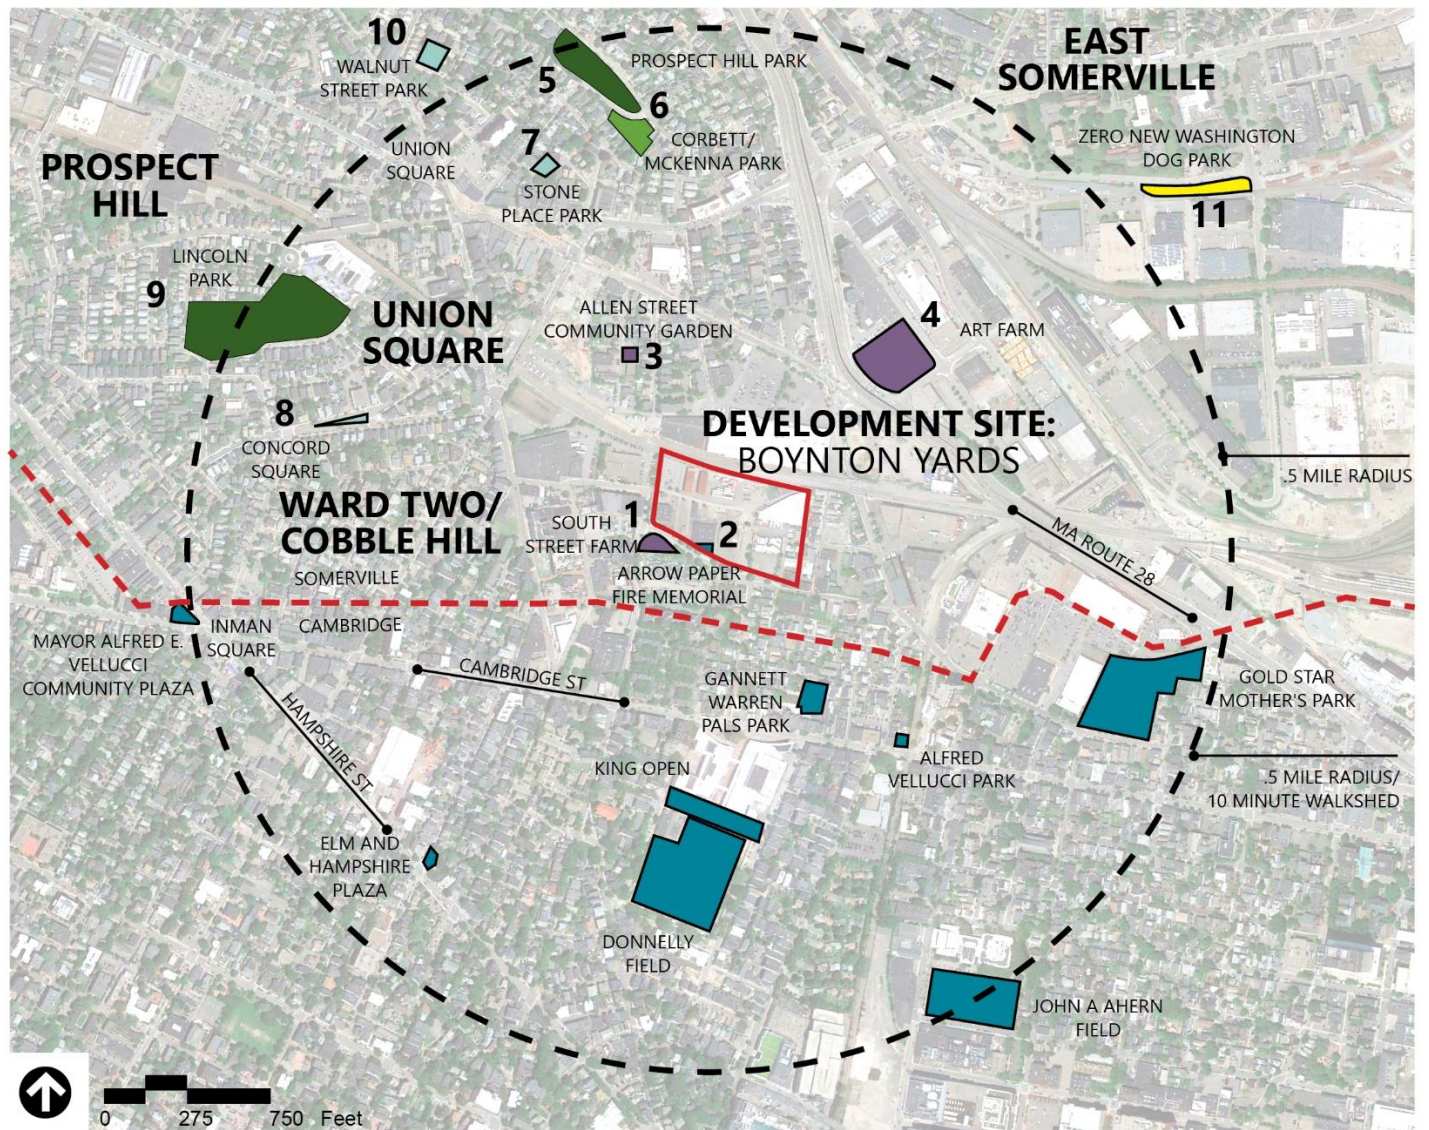 10
WALNUT
STREET PARK
5
PROSPECT HILL PARK
EAST
SOMERVILLE
6
CORBETT/
MCKENNA PARK
UNION
SQUARE
7
STONE
PLACE PARK
ZERO NEW WASHINGTON
DOG PARK
11
PROSPECT
HILL
LINCOLN
PARK
9
UNION
SQUARE
ALLEN STREET
COMMUNITY GARDEN
3
4
ART FARM
8
CONCORD
SQUARE
DEVELOPMENT SITE:
BOYNTON YARDS
.5 MILE RADIUS
WARD TWO/
COBBLE HILL
1
SOUTH
STREET FARM
2
ARROW PAPER
FIRE MEMORIAL
MA ROUTE 28
SOMERVILLE
CAMBRIDGE
INMAN
SQUARE
MAYOR ALFRED E.
VELLUCCI
COMMUNITY PLAZA
CAMBRIDGE ST
HAMPSHIRE ST
GANNETT
WARREN
PALS PARK
GOLD STAR
MOTHER'S PARK
ALFRED
VELLUCCI PARK
KING OPEN
.5 MILE RADIUS/
10 MINUTE WALKSHED
ELM AND
HAMPSHIRE
PLAZA
DONNELLY
FIELD
JOHN A AHERN
FIELD
0 275 750 Feet